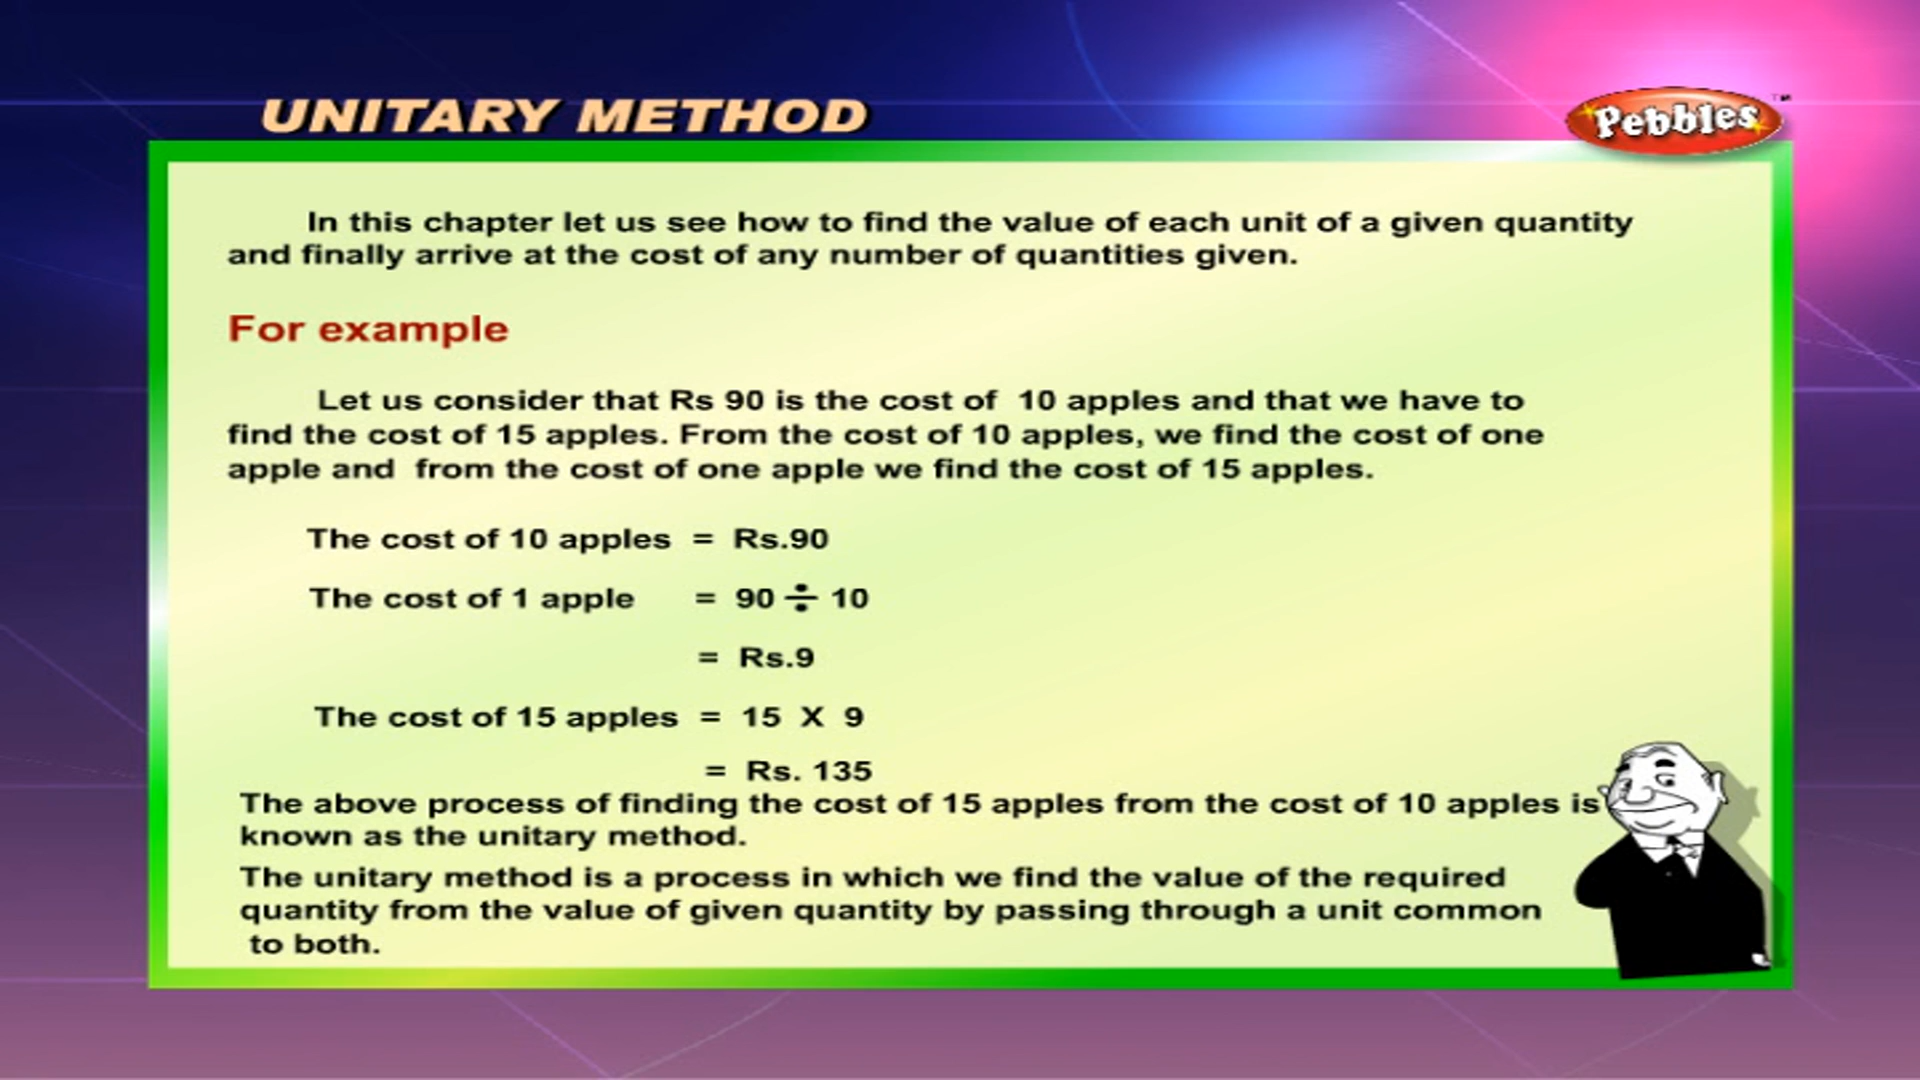 UNITARY METHOD
Pebbles™
In this chapter let us see how to find the value of each unit of a given quantity
and finally arrive at the cost of any number of quantities given.
For example
Let us consider that Rs 90 is the cost of 10 apples and that we have to
find the cost of 15 apples. From the cost of 10 apples, we find the cost of one
apple and from the cost of one apple we find the cost of 15 apples.
The cost of 10 apples = Rs.90
The cost of 1 apple = 90 ÷ 10
= Rs.9
The cost of 15 apples = 15 X 9
= Rs. 135
The above process of finding the cost of 15 apples from the cost of 10 apples is
known as the unitary method.
The unitary method is a process in which we find the value of the required
quantity from the value of given quantity by passing through a unit common
to both.